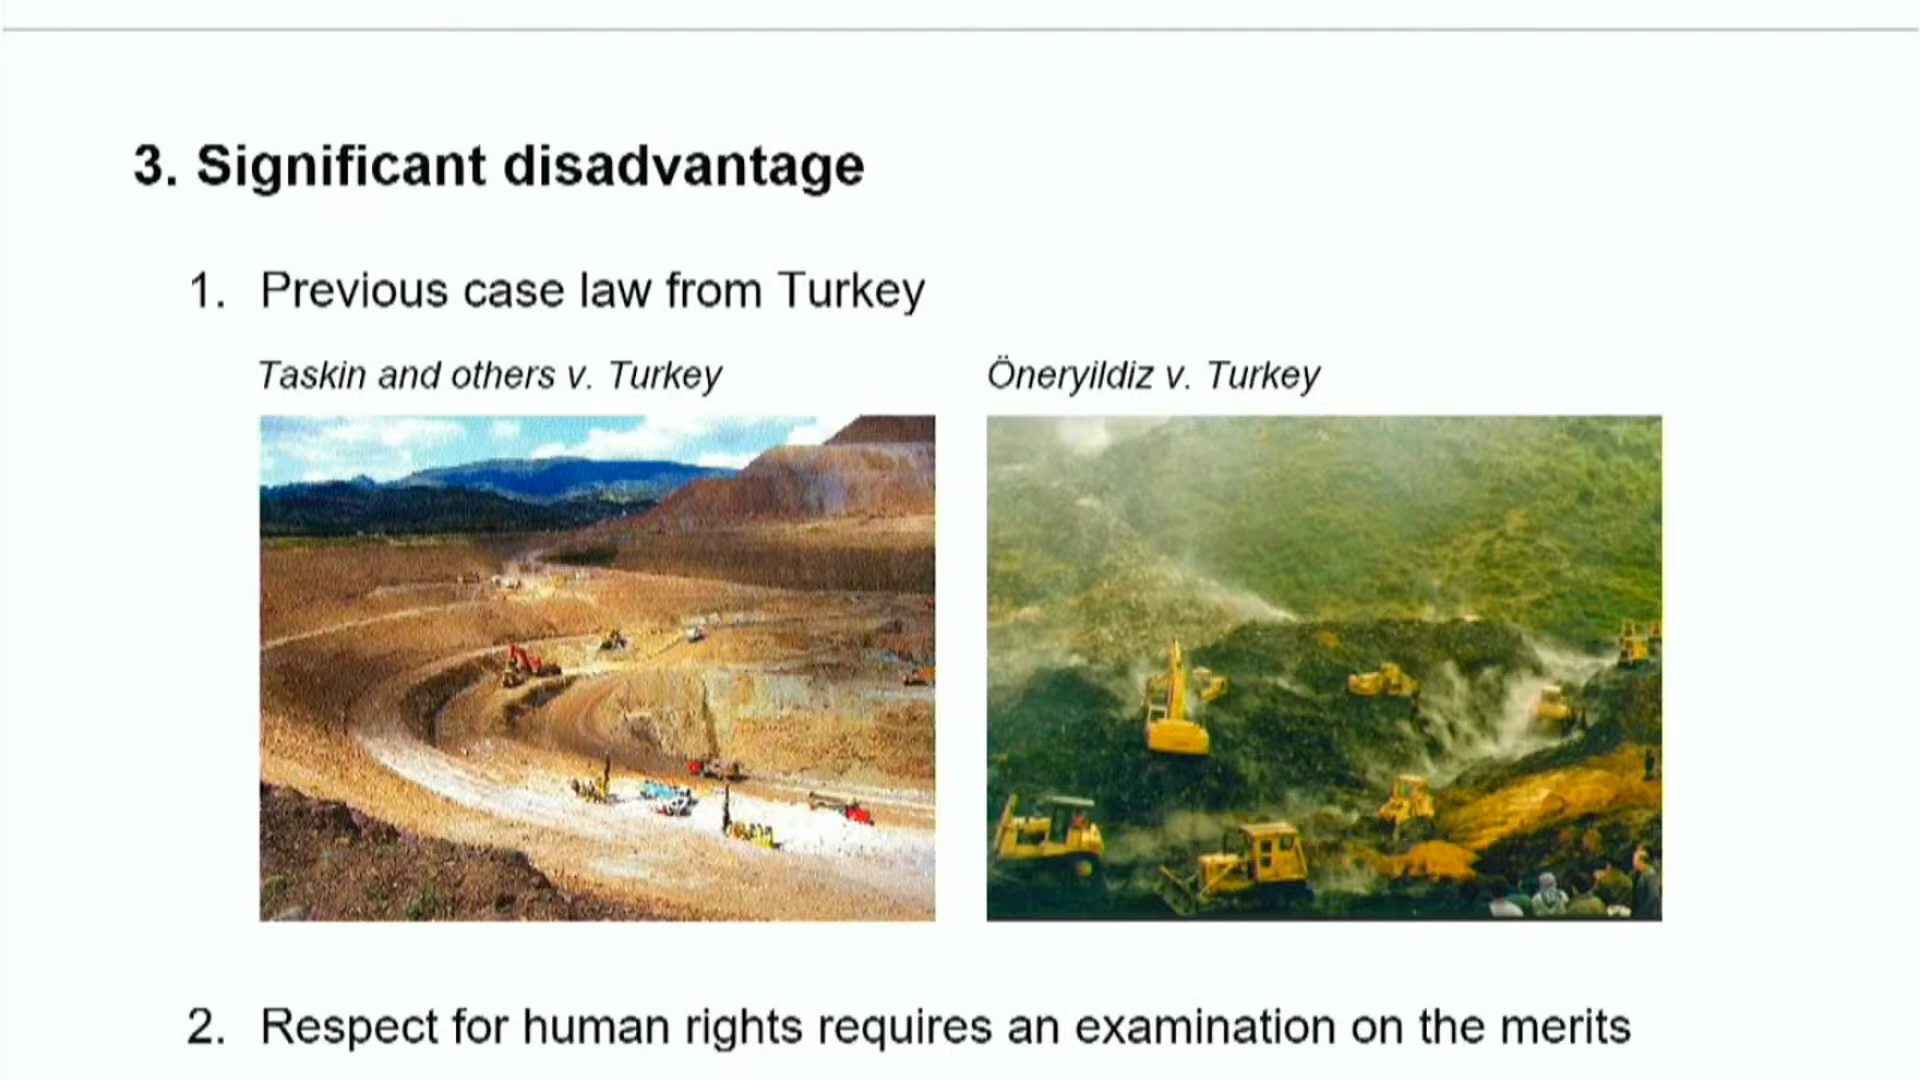 3. Significant disadvantage
1. Previous case law from Turkey
Taskin and others v. Turkey
Öneryildiz v. Turkey
2. Respect for human rights requires an examination on the merits